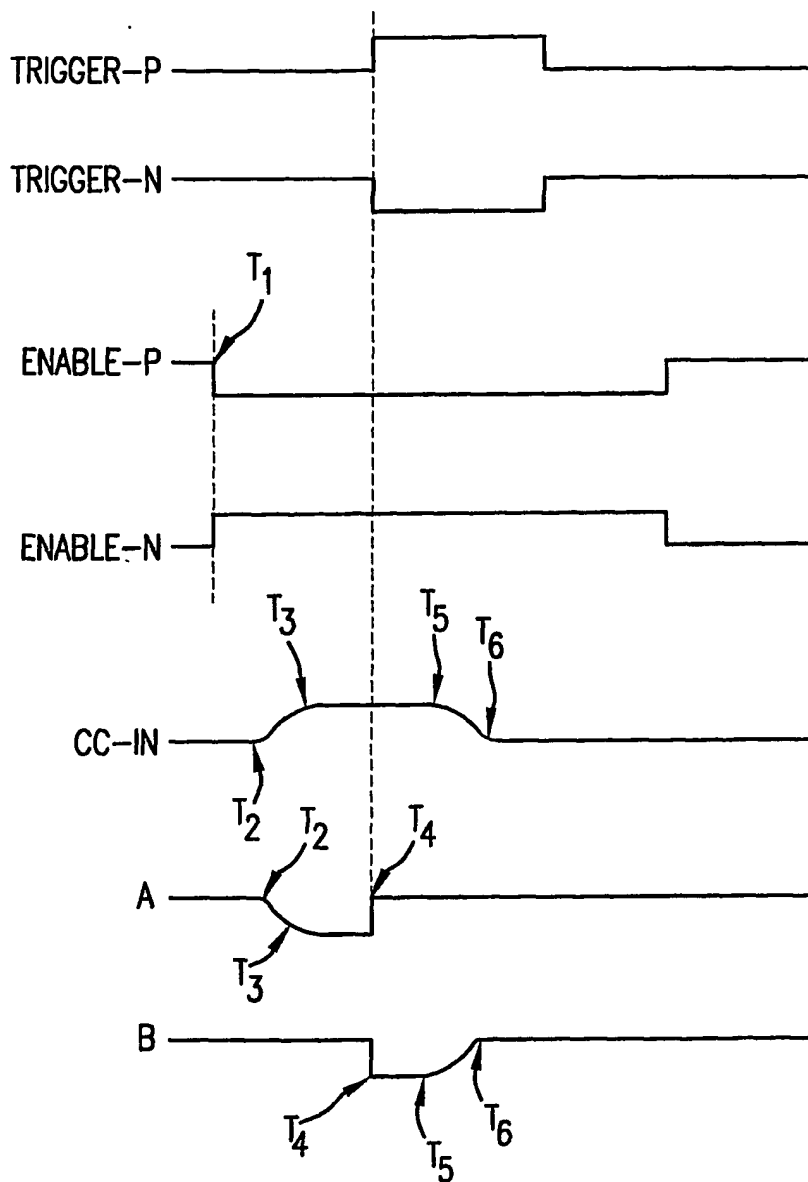 TRIGGER-P
TRIGGER-N
T1
ENABLE-P
ENABLE-N
T3
T5
T6
CC-IN
T2
T2
T4
A
T3
B
T4
T5
T6